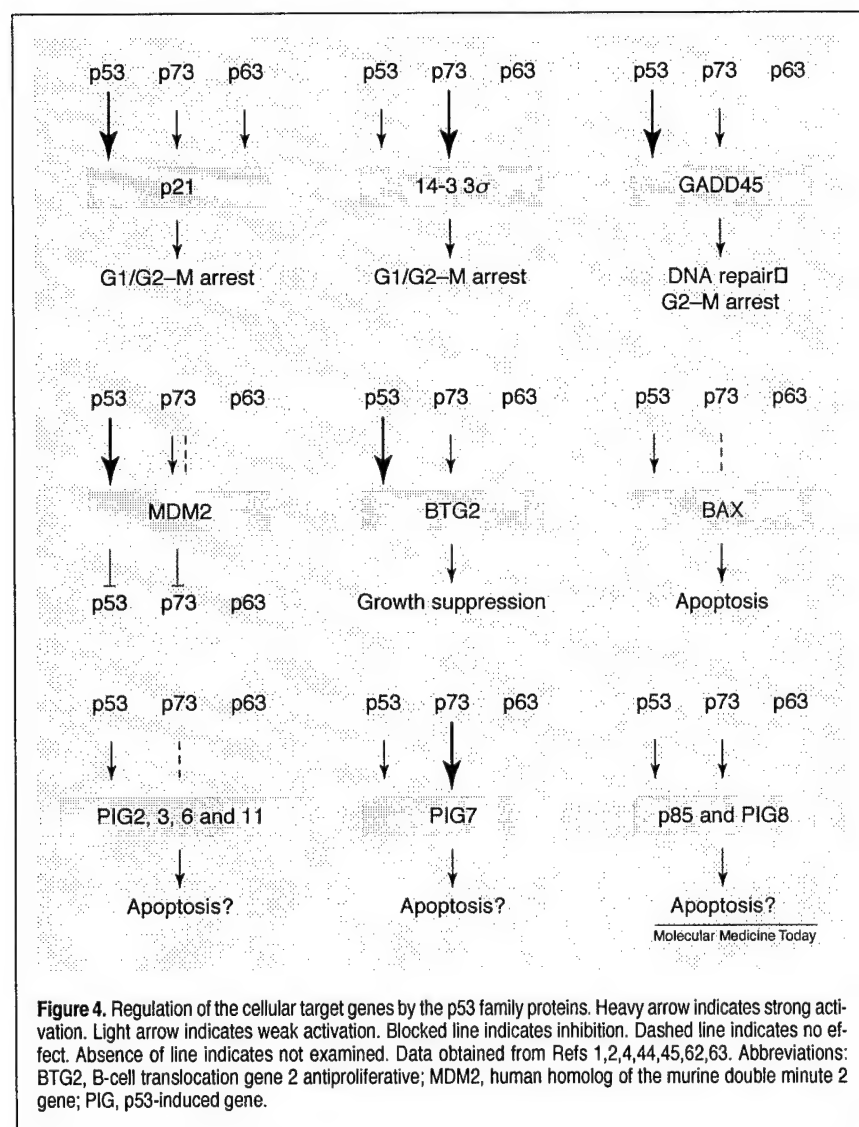 p53 p73 p63 p53 p73 p63 p53 p73 p63
p21 14-3 3σ GADD45
G1/G2–M arrest G1/G2–M arrest DNA repair□
G2–M arrest
p53 p73 p63 p53 p73 p63 p53 p73 p63
MDM2 BTG2 BAX
p53 p73 p63 Growth suppression Apoptosis
p53 p73 p63 p53 p73 p63 p53 p73 p63
PIG2, 3, 6 and 11 PIG7 p85 and PIG8
Apoptosis? Apoptosis? Apoptosis?
Molecular Medicine Today
Figure 4. Regulation of the cellular target genes by the p53 family proteins. Heavy arrow indicates strong acti-
vation. Light arrow indicates weak activation. Blocked line indicates inhibition. Dashed line indicates no ef-
fect. Absence of line indicates not examined. Data obtained from Refs 1,2,4,44,45,62,63. Abbreviations:
BTG2, B-cell translocation gene 2 antiproliferative; MDM2, human homolog of the murine double minute 2
gene; PIG, p53-induced gene.